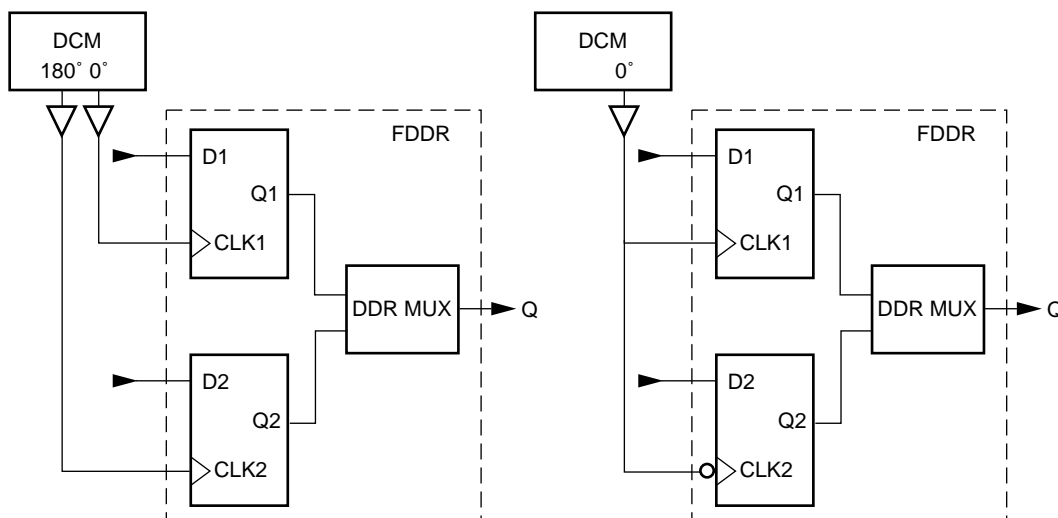 DCM
180˚ 0˚
FDDR
D1
Q1
CLK1
DDR MUX
Q
D2
Q2
CLK2
DCM
0˚
FDDR
D1
Q1
CLK1
DDR MUX
Q
D2
Q2
CLK2